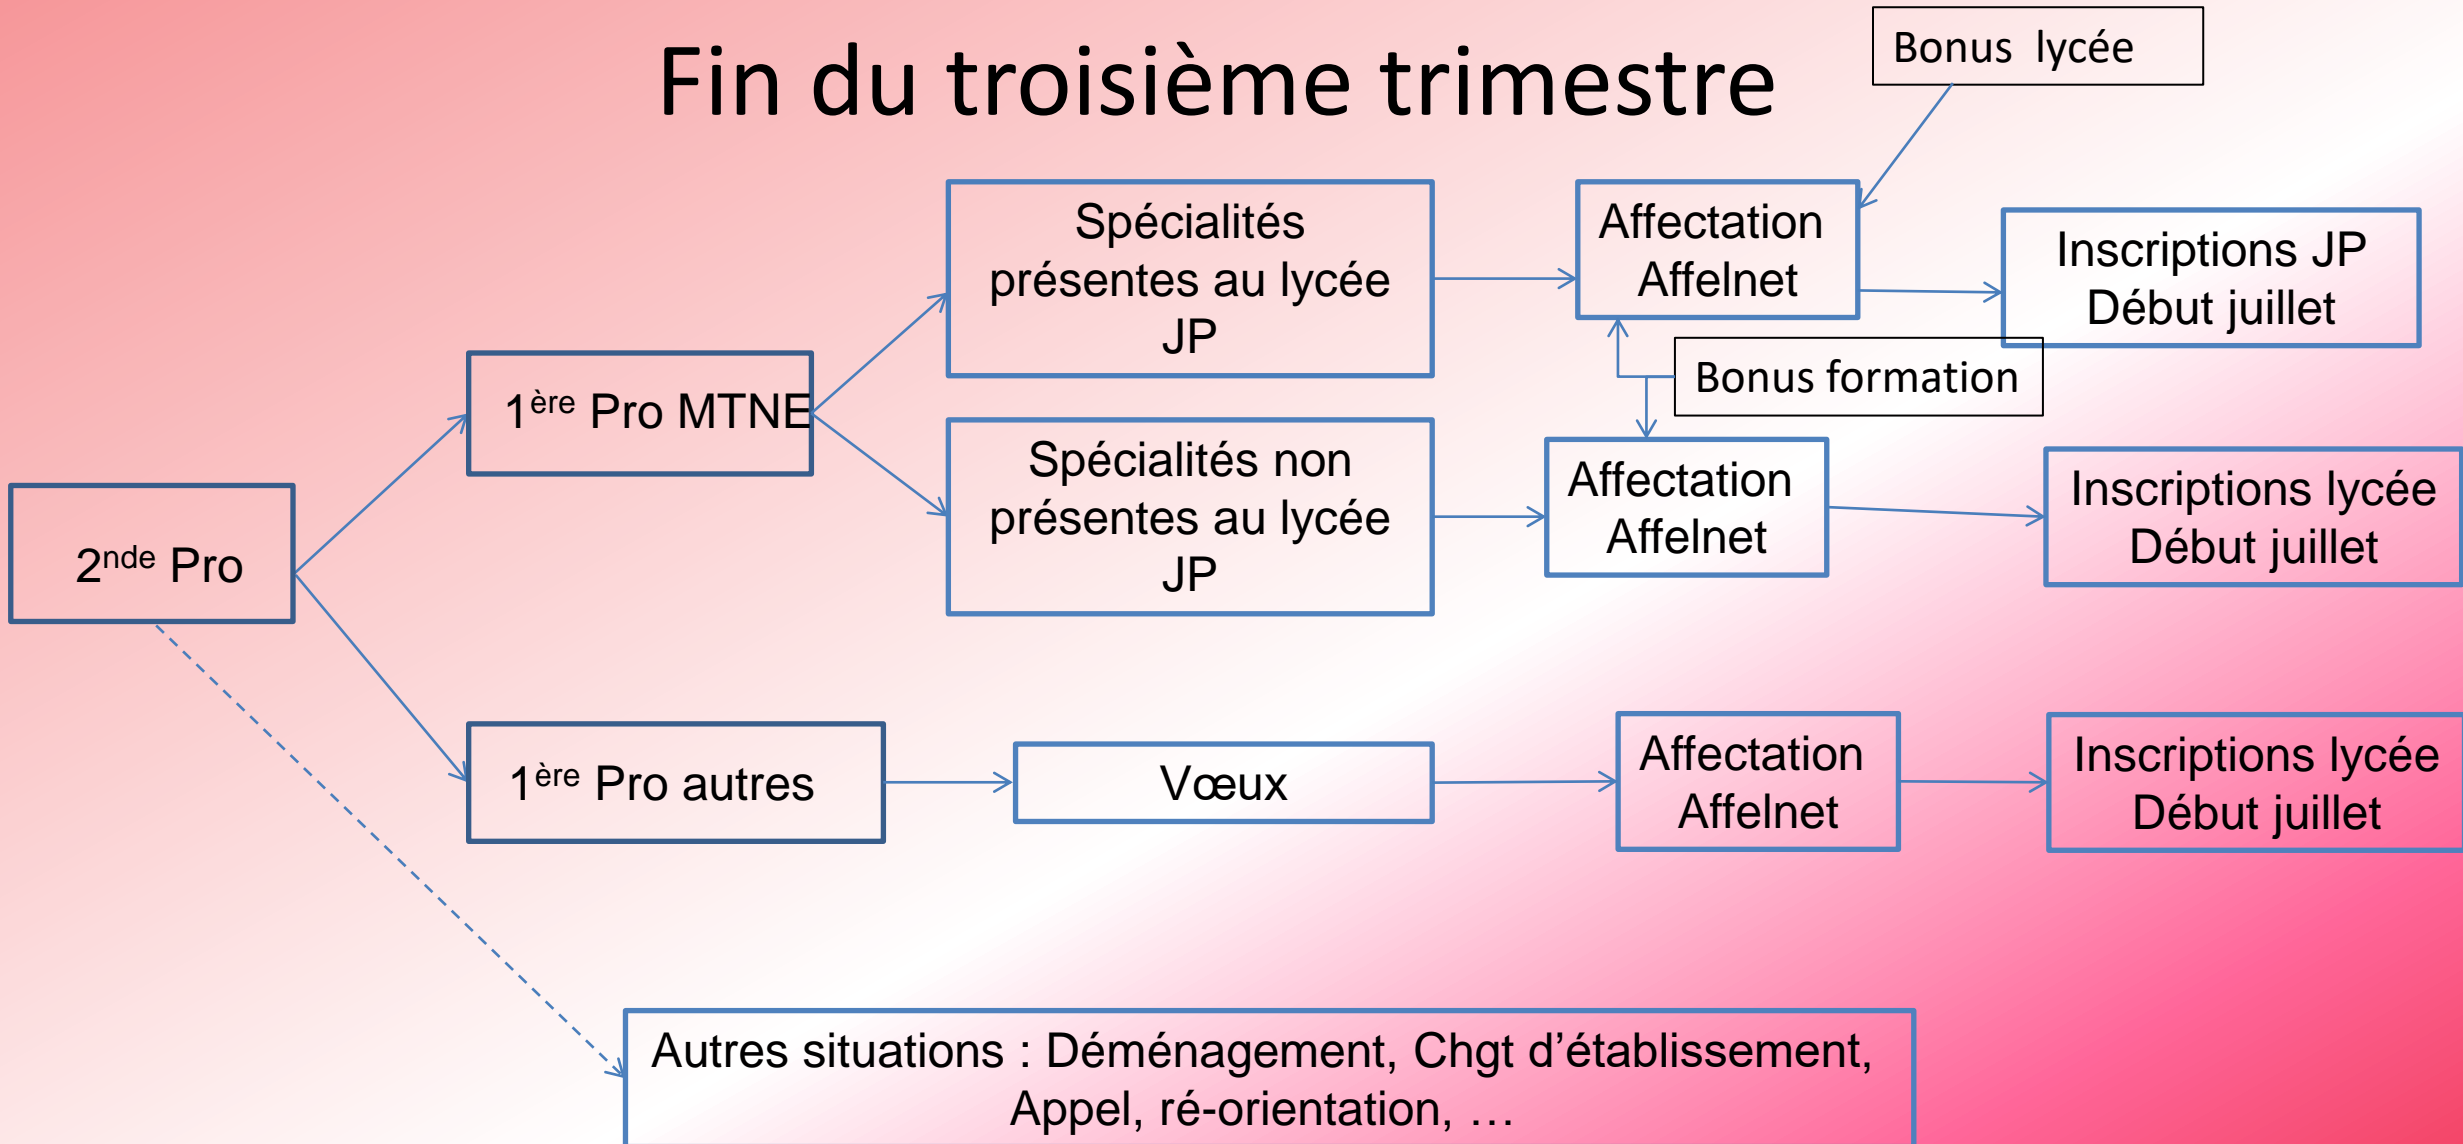 Fin du troisième trimestre
Bonus lycée
Spécialités
présentes au lycée
JP
Affectation
Affelnet
Inscriptions JP
Début juillet
Bonus formation
1ère Pro MTNE
Spécialités non
présentes au lycée
JP
Affectation
Affelnet
Inscriptions lycée
Début juillet
2nde Pro
1ère Pro autres
Vœux
Affectation
Affelnet
Inscriptions lycée
Début juillet
Autres situations : Déménagement, Chgt d’établissement,
Appel, ré-orientation, …